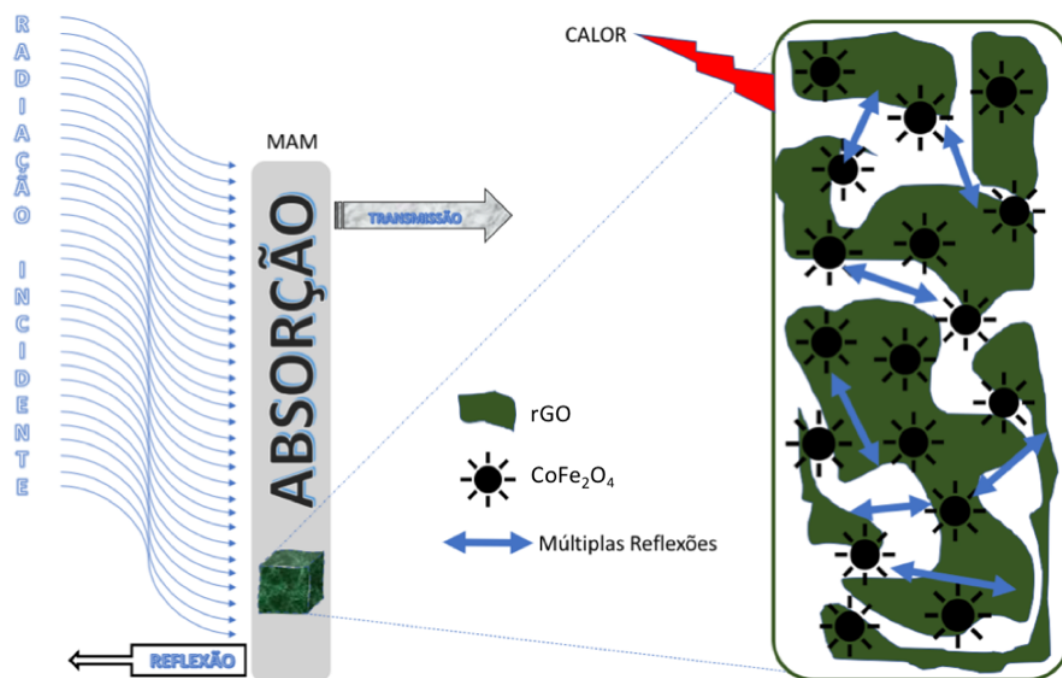 RADIAÇÃO INCIDENTE
CALOR
MAM
ABSORÇÃO
TRANSMISSÃO
rGO
CoFe₂O₄
Múltiplas Reflexões
REFLEXÃO